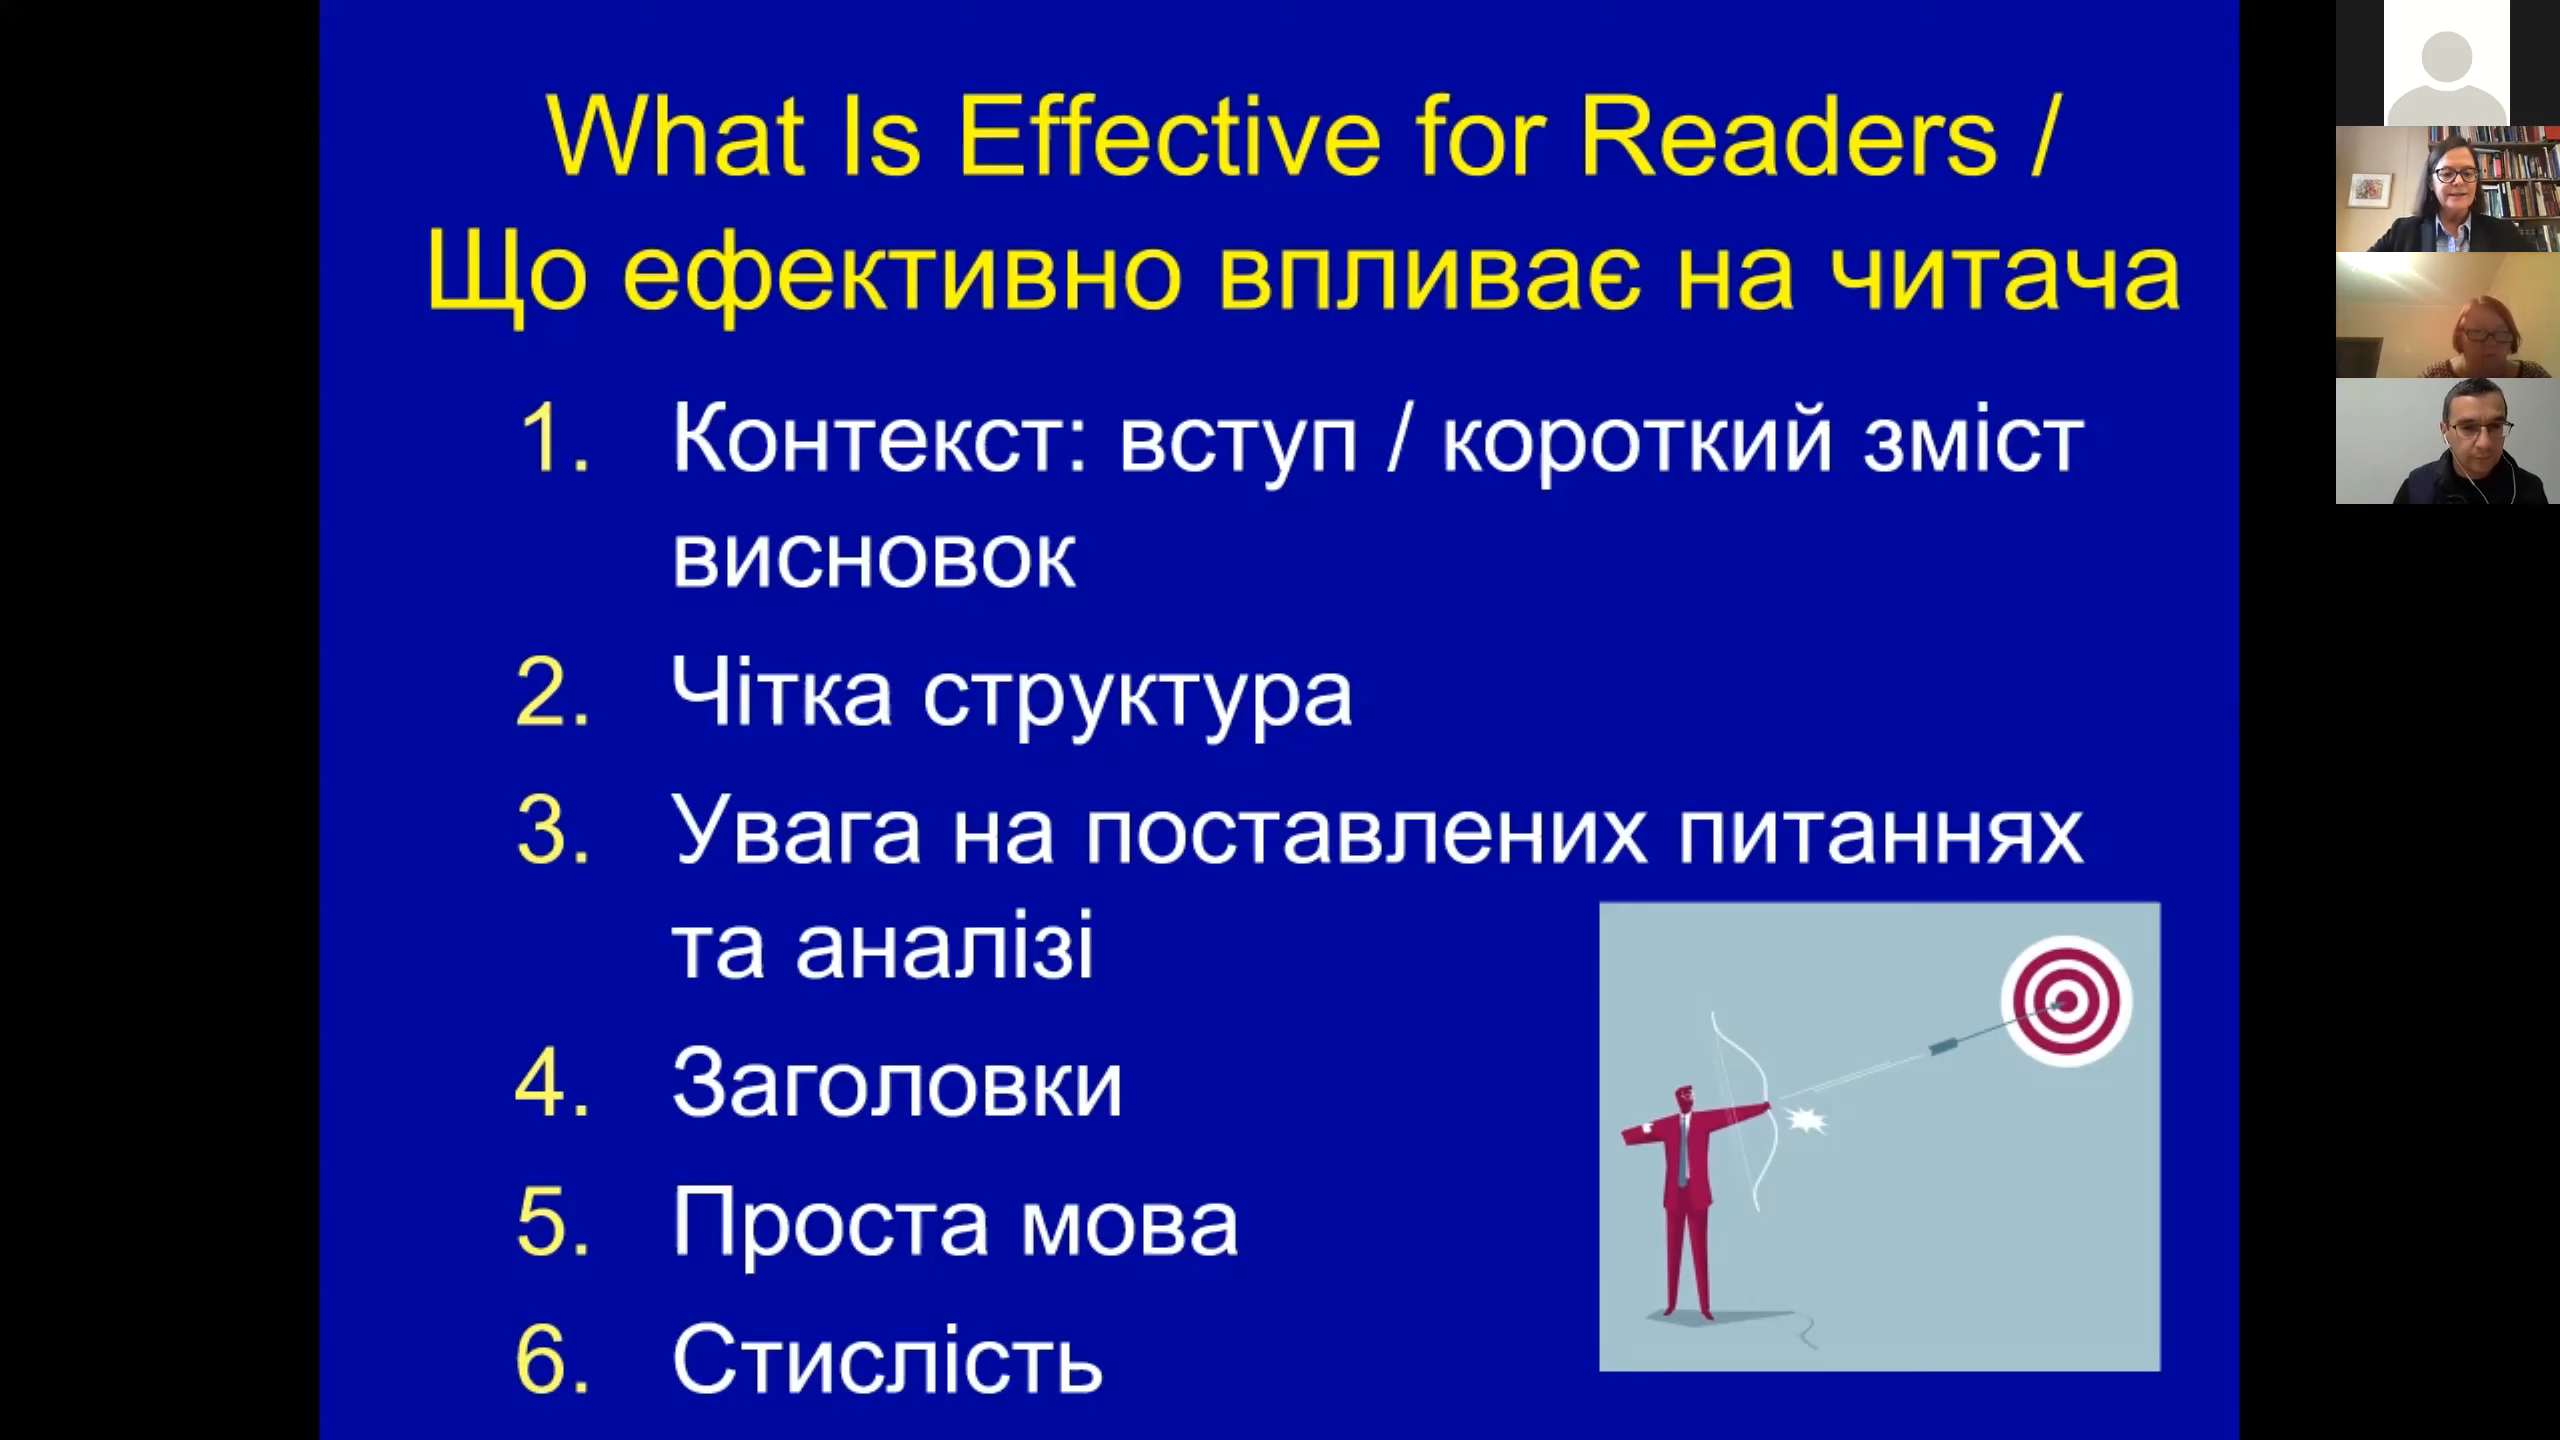 What Is Effective for Readers /
Що ефективно впливає на читача
1. Контекст: вступ / короткий зміст
висновок
2. Чітка структура
3. Увага на поставлених питаннях
та аналізі
4. Заголовки
5. Проста мова
6. Стислість